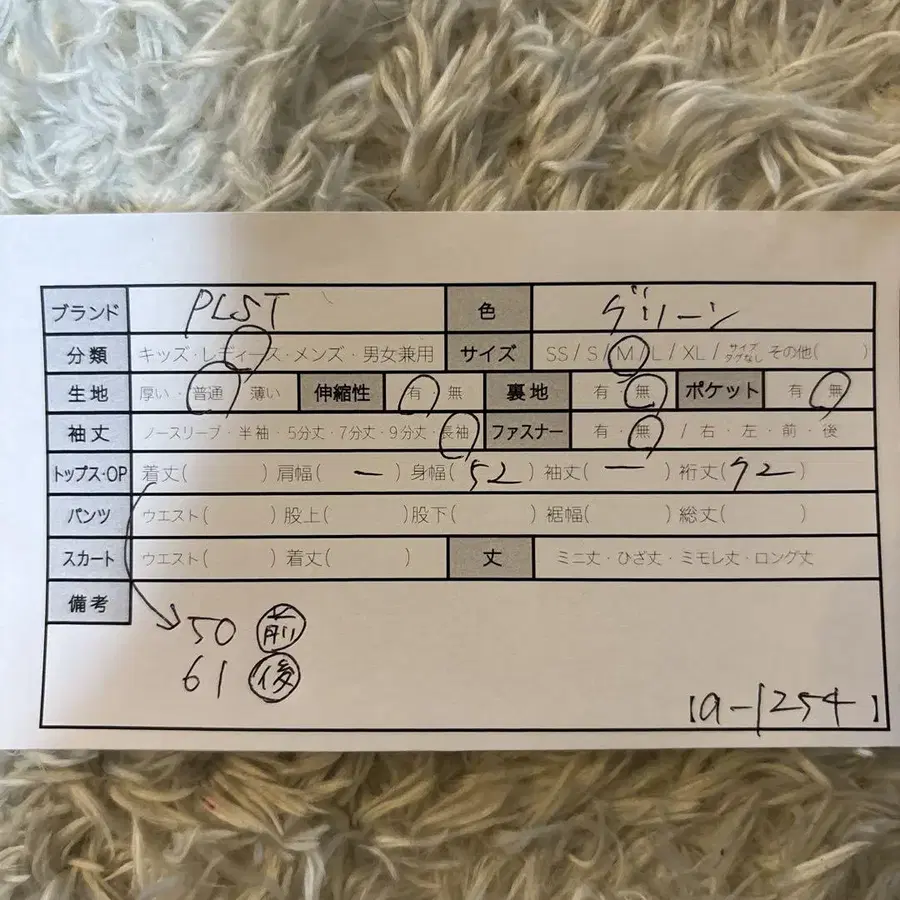 ブランド PLST 色 グリーン
分類 キッズ・レディース・メンズ・男女兼用 サイズ SS / S / M / L / XL / サイズタグなし その他( )
生地 厚い・普通・薄い 伸縮性 有・無 裏地 有・無 ポケット 有・無
袖丈 ノースリーブ・半袖・5分丈・7分丈・9分丈・長袖 ファスナー 有・無 / 右・左・前・後
トップス・OP 着丈( ) 肩幅( ー ) 身幅( 52 ) 袖丈( ー ) 裄丈( 72 )
パンツ ウエスト( ) 股上( ) 股下( ) 裾幅( ) 総丈( )
スカート ウエスト( ) 着丈( ) 丈 ミニ丈・ひざ丈・ミモレ丈・ロング丈
備考
50 前
61 後
【a-1254】